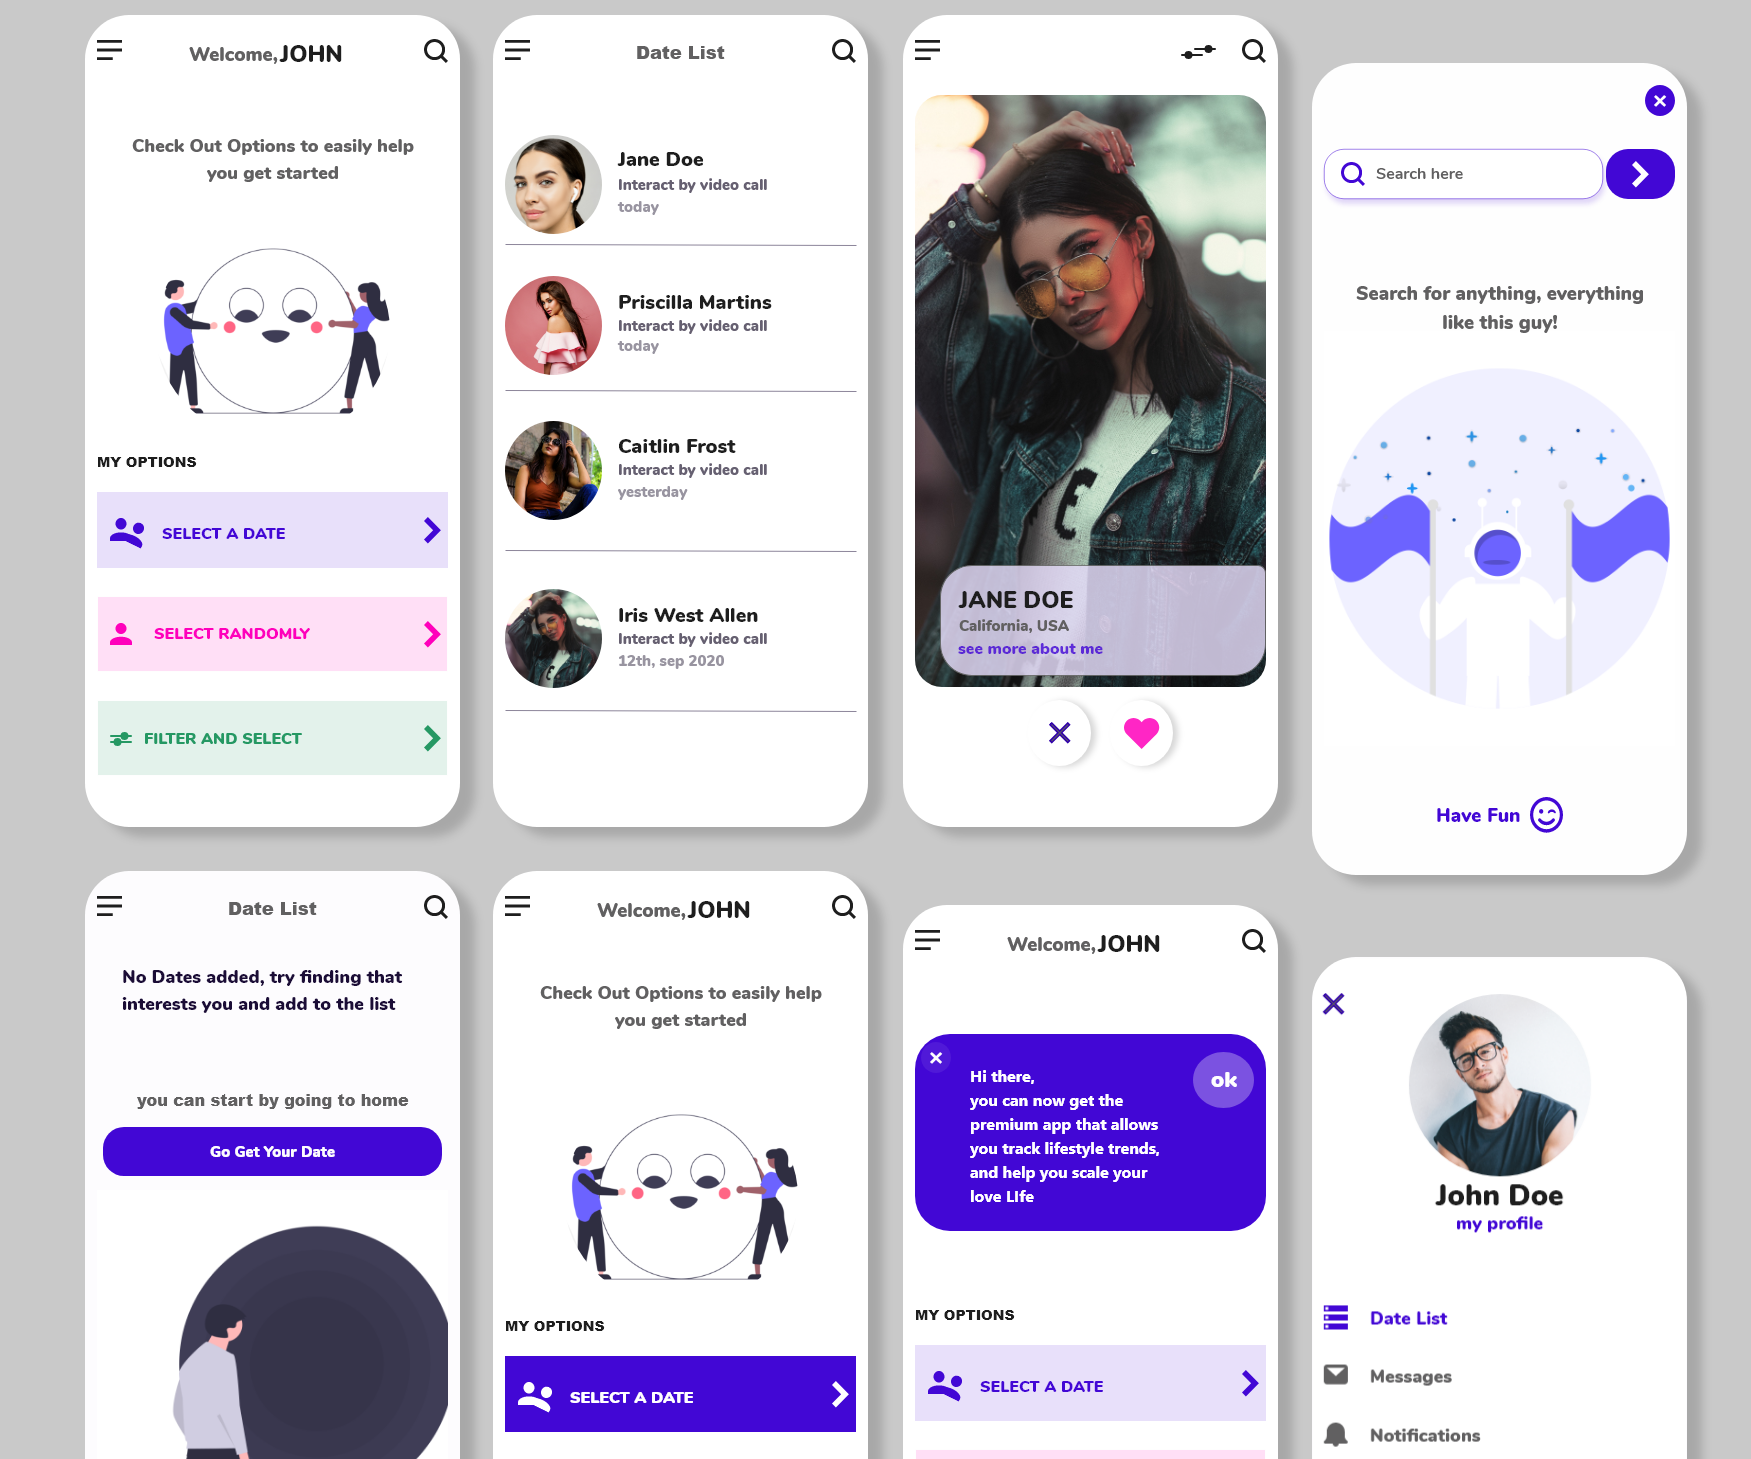 Welcome, JOHN
Check Out Options to easily help
you get started
MY OPTIONS
SELECT A DATE
SELECT RANDOMLY
FILTER AND SELECT
Date List
Jane Doe
Interact by video call
today
Priscilla Martins
Interact by video call
today
Caitlin Frost
Interact by video call
yesterday
Iris West Allen
Interact by video call
12th, sep 2020
JANE DOE
California, USA
see more about me
Search here
Search for anything, everything
like this guy!
Have Fun
Date List
No Dates added, try finding that
interests you and add to the list
you can start by going to home
Go Get Your Date
Welcome, JOHN
Check Out Options to easily help
you get started
MY OPTIONS
SELECT A DATE
Welcome, JOHN
Hi there,
ok
you can now get the
premium app that allows
you track lifestyle trends,
and help you scale your
love LIfe
MY OPTIONS
SELECT A DATE
John Doe
my profile
Date List
Messages
Notifications